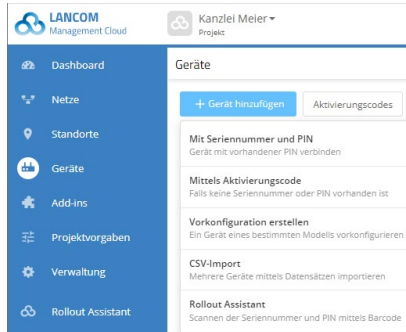 LANCOM
Management Cloud
Kanzlei Meier
Projekt
Dashboard
Netze
Standorte
Geräte
Add-ins
Projektvorgaben
Verwaltung
Rollout Assistant
Geräte
+ Gerät hinzufügen
Aktivierungscodes
Mit Seriennummer und PIN
Gerät mit vorhandener PIN verbinden
Mittels Aktivierungscode
Falls keine Seriennummer oder PIN vorhanden ist
Vorkonfiguration erstellen
Ein Gerät eines bestimmten Modells vorkonfigurieren
CSV-Import
Mehrere Geräte mittels Datensätzen importieren
Rollout Assistant
Scannen der Seriennummer und PIN mittels Barcode